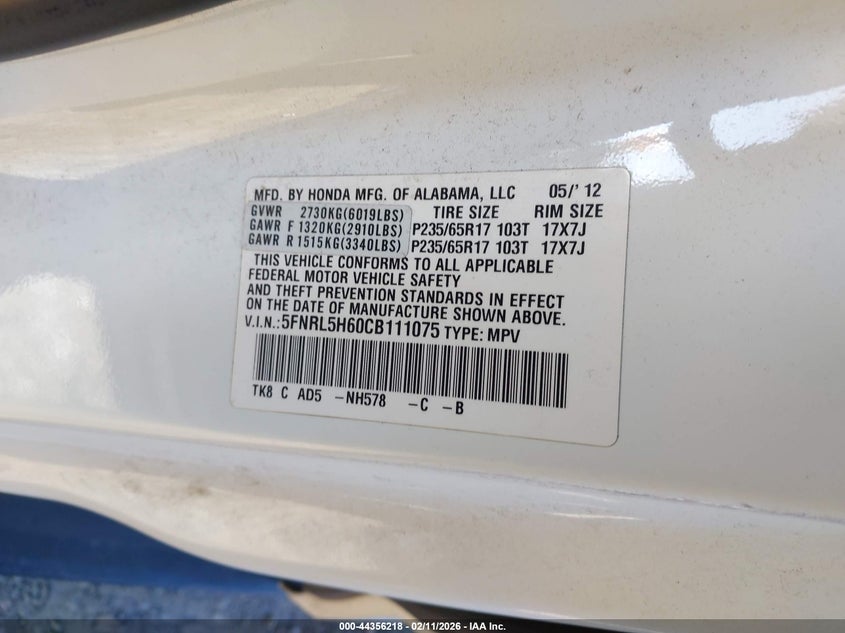 MFD. BY HONDA MFG. OF ALABAMA, LLC 05/' 12
GVWR 2730KG(6019LBS) TIRE SIZE RIM SIZE
GAWR F 1320KG(2910LBS) P235/65R17 103T 17X7J
GAWR R 1515KG(3340LBS) P235/65R17 103T 17X7J
THIS VEHICLE CONFORMS TO ALL APPLICABLE
FEDERAL MOTOR VEHICLE SAFETY
AND THEFT PREVENTION STANDARDS IN EFFECT
ON THE DATE OF MANUFACTURE SHOWN ABOVE.
V.I.N.:5FNRL5H60CB111075 TYPE: MPV
TK8 C AD5 -NH578 -C -B
000-44356218 - 02/11/2026 - IAA Inc.